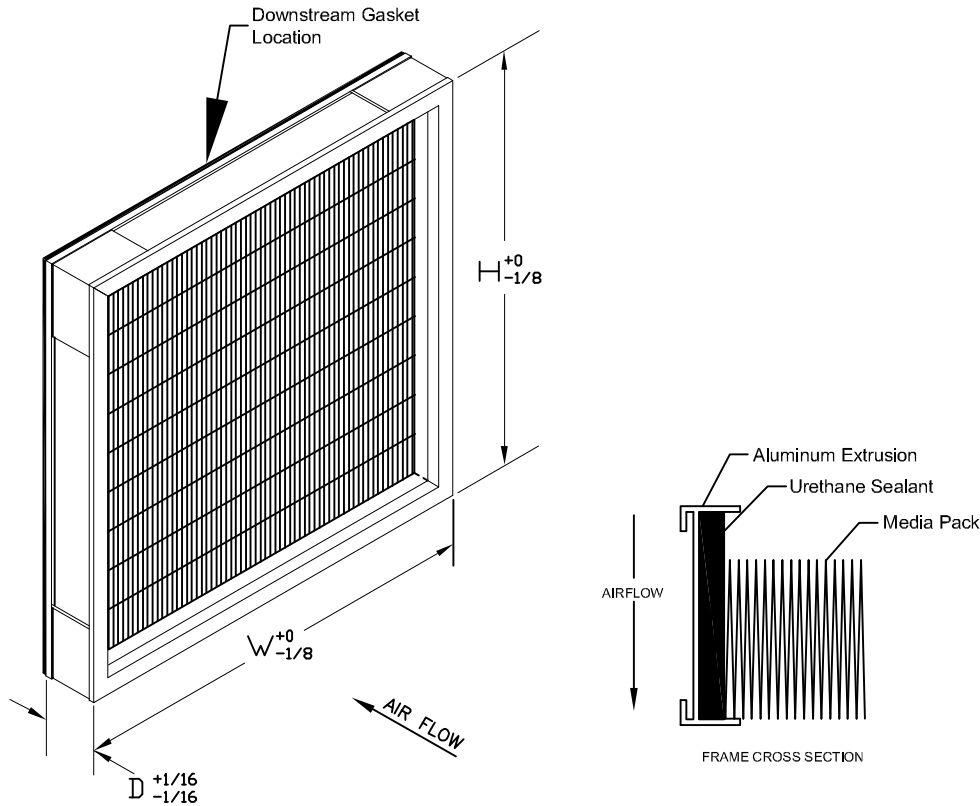 Downstream Gasket
Location
H +0 -1/8
W +0 -1/8
D +1/16 -1/16
AIR FLOW
Aluminum Extrusion
Urethane Sealant
Media Pack
AIRFLOW
FRAME CROSS SECTION